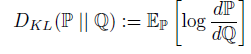 D_{KL}(ℙ || ℚ) := 𝔼_ℙ [log dℙ/dℚ]